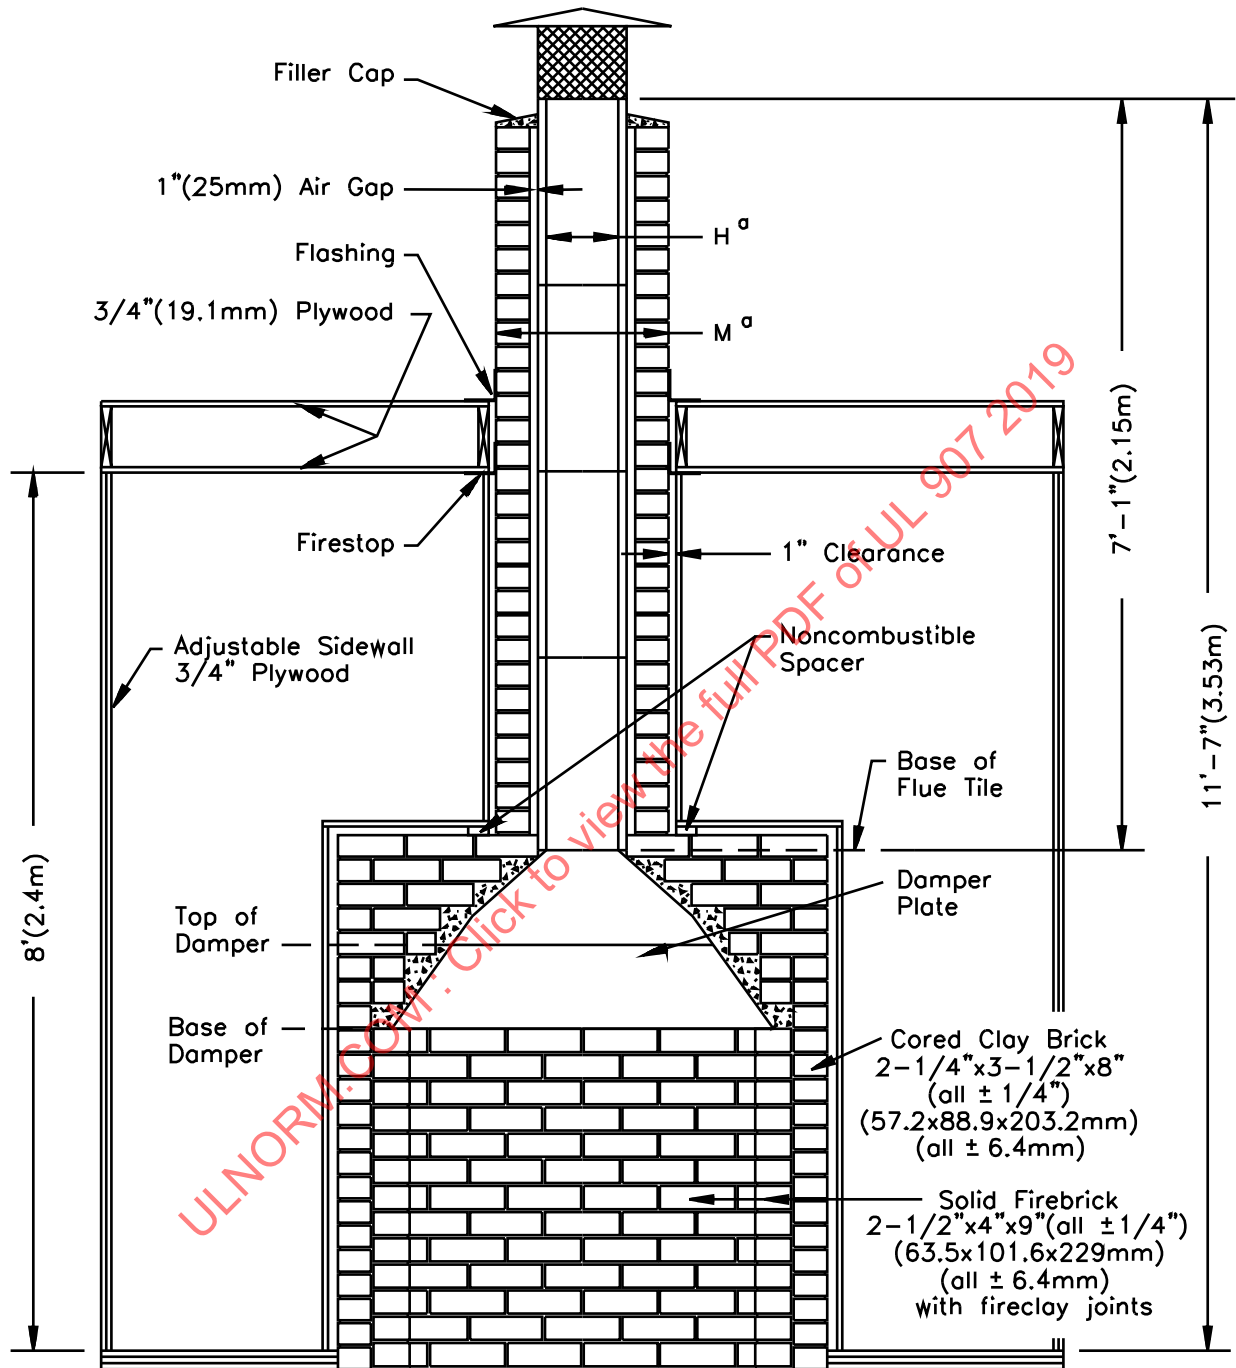 Filler Cap
1"(25mm) Air Gap
H a
Flashing
3/4"(19.1mm) Plywood
M a
7'-1"(2.15m)
Firestop
1" Clearance
Adjustable Sidewall
3/4" Plywood
Noncombustible
Spacer
11'-7"(3.53m)
Base of
Flue Tile
8'(2.4m)
Top of
Damper
Damper
Plate
Base of
Damper
Cored Clay Brick
2-1/4"x3-1/2"x8"
(all ± 1/4")
(57.2x88.9x203.2mm)
(all ± 6.4mm)
Solid Firebrick
2-1/2"x4"x9"(all ±1/4")
(63.5x101.6x229mm)
(all ± 6.4mm)
with fireclay joints
ULNORM.COM : Click to view the full PDF of UL 907 2019